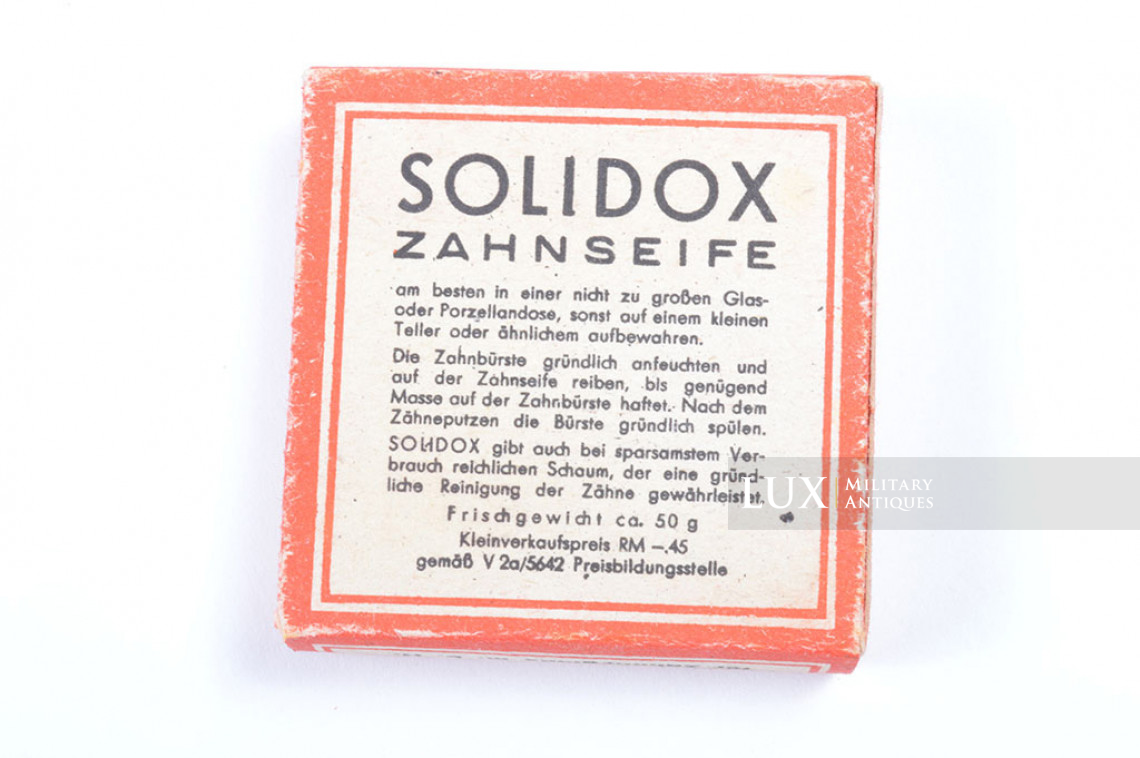 SOLIDOX
ZAHNSEIFE
am besten in einer nicht zu großen Glas-
oder Porzellandose, sonst auf einem kleinen
Teller oder ähnlichem aufbewahren.
Die Zahnbürste gründlich anfeuchten und
auf der Zahnseife reiben, bis genügend
Masse auf der Zahnbürste haftet. Nach dem
Zähneputzen die Bürste gründlich spülen.
SOLIDOX gibt auch bei sparsamstem Ver-
brauch reichlichen Schaum, der eine gründ-
liche Reinigung der Zähne gewährleistet.
Frischgewicht ca. 50 g
Kleinverkaufspreis RM –.45
gemäß V 2a/5642 Preisbildungsstelle
LUX MILITARY
ANTIQUES